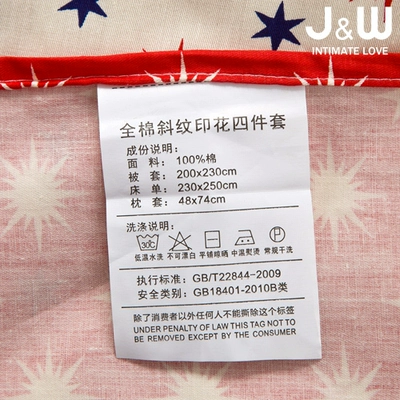 J&W
INTIMATE LOVE
全棉斜纹印花四件套
成份说明：
面　料：100%棉
被　套：200x230cm
床　单：230x250cm
枕　套：48x74cm
洗涤说明：
30C
低温水洗 不可漂白 平铺晾晒 中温熨烫 常规干洗
执行标准：GB/T22844-2009
安全类别：GB18401-2010B类
除了消费者以外任何人不能撕毁这个标签
UNDER PENALTY OF LAW THIS TAG NOT TO
BE REMOVED EXCEPT BY THE CONSUMER